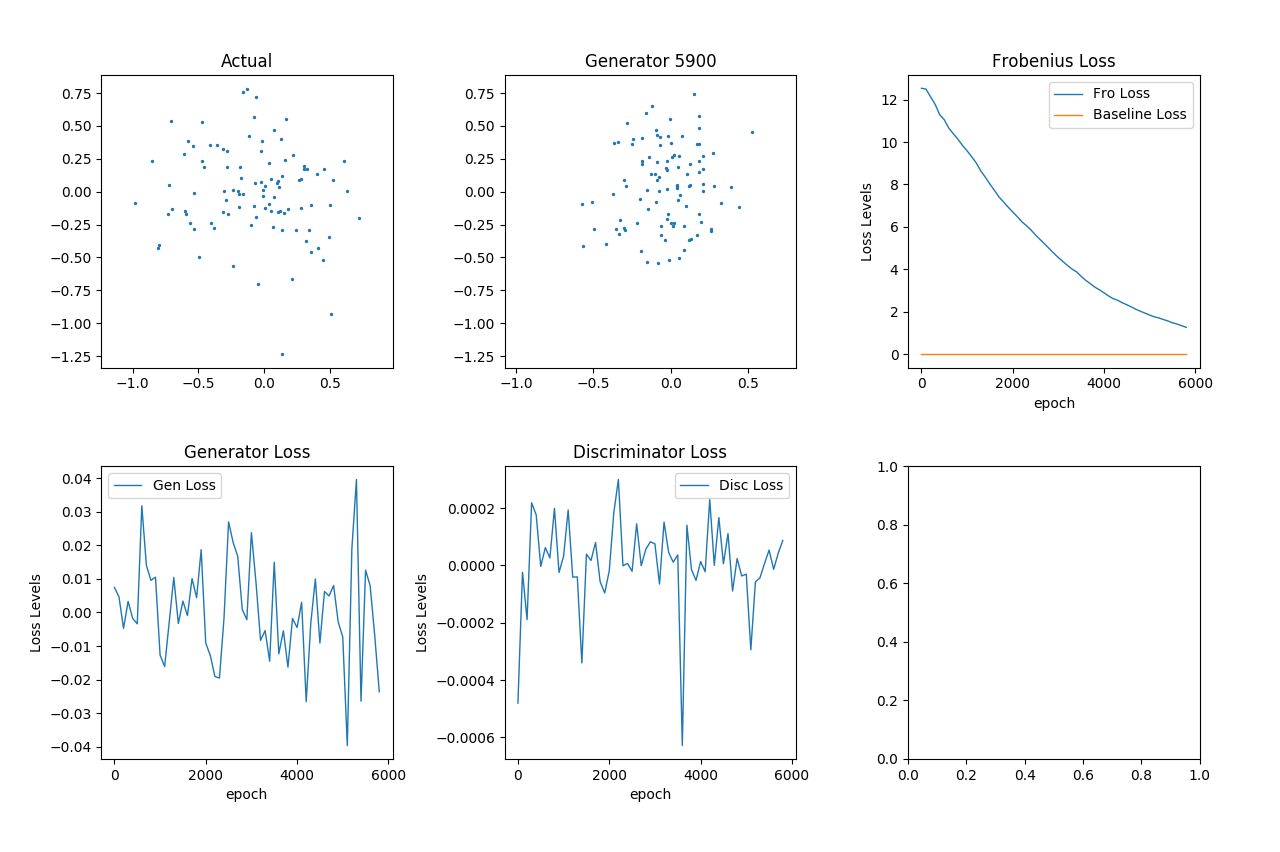 Actual
0.75
0.50
0.25
0.00
−0.25
−0.50
−0.75
−1.00
−1.25
−1.0 −0.5 0.0 0.5
Generator 5900
0.75
0.50
0.25
0.00
−0.25
−0.50
−0.75
−1.00
−1.25
−1.0 −0.5 0.0 0.5
Frobenius Loss
Fro Loss
Baseline Loss
Loss Levels
12
10
8
6
4
2
0
0 2000 4000 6000
epoch
Generator Loss
Gen Loss
Loss Levels
0.04
0.03
0.02
0.01
0.00
−0.01
−0.02
−0.03
−0.04
0 2000 4000 6000
epoch
Discriminator Loss
Disc Loss
Loss Levels
0.0002
0.0000
−0.0002
−0.0004
−0.0006
0 2000 4000 6000
epoch
1.0
0.8
0.6
0.4
0.2
0.0
0.0 0.2 0.4 0.6 0.8 1.0